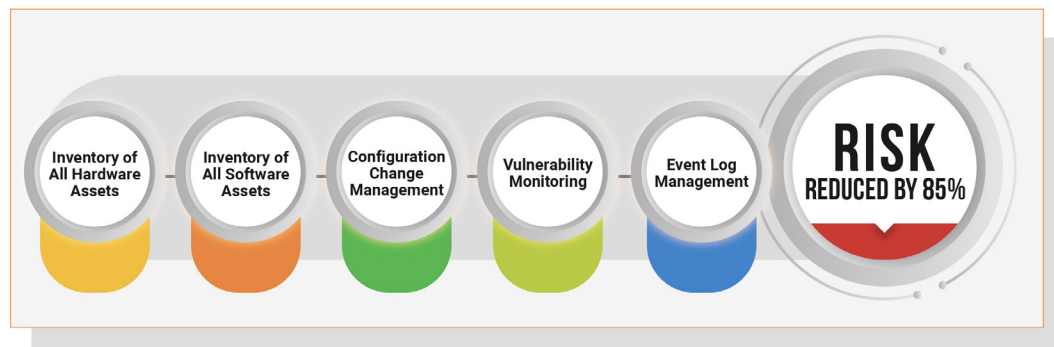 Inventory of
All Hardware
Assets
Inventory of
All Software
Assets
Configuration
Change
Management
Vulnerability
Monitoring
Event Log
Management
RISK
REDUCED BY 85%